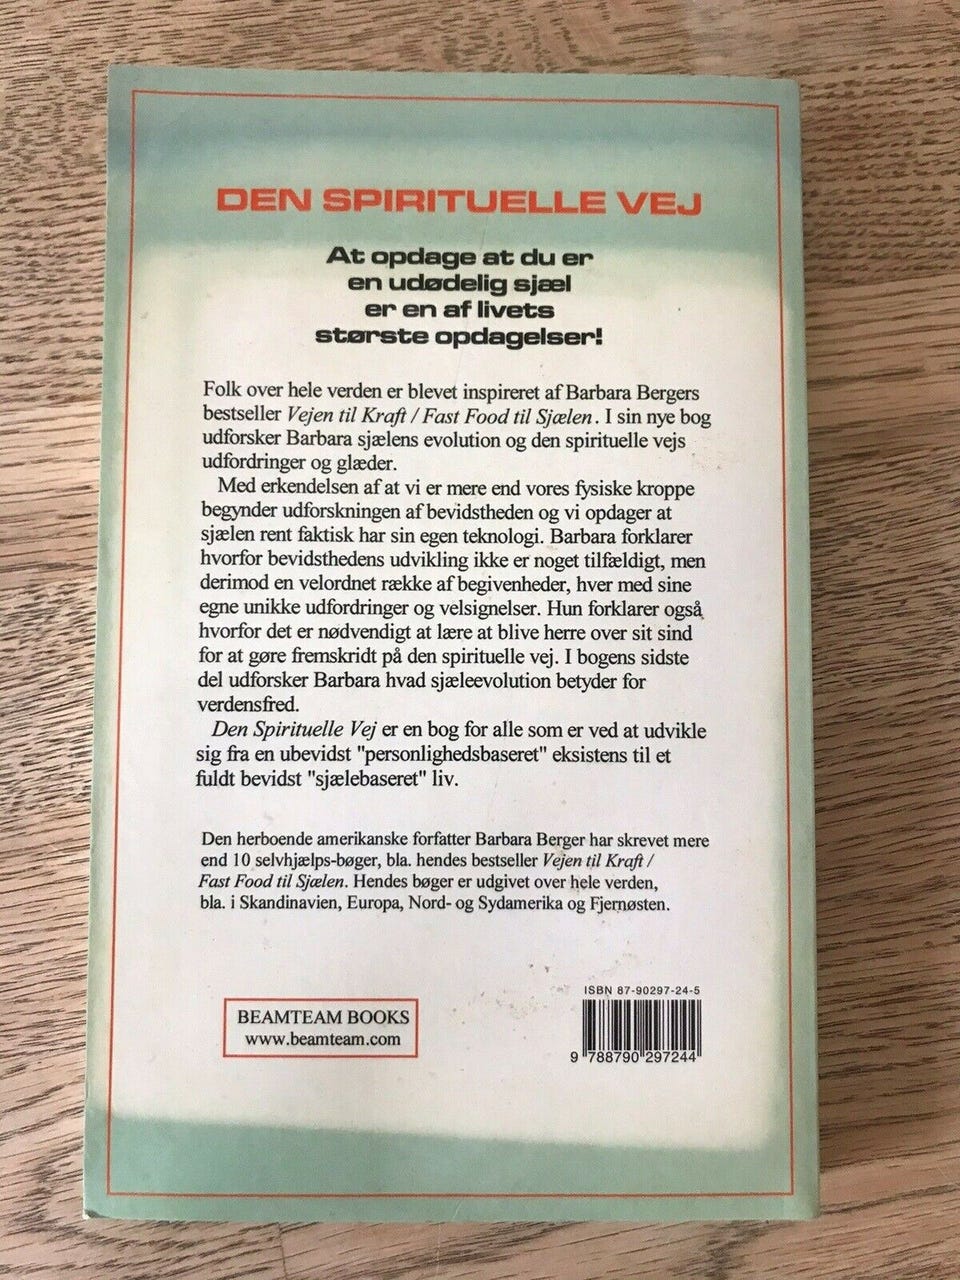 DEN SPIRITUELLE VEJ
At opdage at du er
en udødelig sjæl
er en af livets
største opdagelser!
Folk over hele verden er blevet inspireret af Barbara Bergers
bestseller Vejen til Kraft / Fast Food til Sjælen. I sin nye bog
udforsker Barbara sjælens evolution og den spirituelle vejs
udfordringer og glæder.
Med erkendelsen af at vi er mere end vores fysiske kroppe
begynder udforskningen af bevidstheden og vi opdager at
sjælen rent faktisk har sin egen teknologi. Barbara forklarer
hvorfor bevidsthedens udvikling ikke er noget tilfældigt, men
derimod en velordnet række af begivenheder, hver med sine
egne unikke udfordringer og velsignelser. Hun forklarer også
hvorfor det er nødvendigt at lære at blive herre over sit sind
for at gøre fremskridt på den spirituelle vej. I bogens sidste
del udforsker Barbara hvad sjæleevolution betyder for
verdensfred.
Den Spirituelle Vej er en bog for alle som er ved at udvikle
sig fra en ubevidst "personlighedsbaseret" eksistens til et
fuldt bevidst "sjælebaseret" liv.
Den herboende amerikanske forfatter Barbara Berger har skrevet mere
end 10 selvhjælps-bøger, bla. hendes bestseller Vejen til Kraft /
Fast Food til Sjælen. Hendes bøger er udgivet over hele verden,
bla. i Skandinavien, Europa, Nord- og Sydamerika og Fjernøsten.
BEAMTEAM BOOKS
www.beamteam.com
ISBN 87-90297-24-5
9 788790 297244